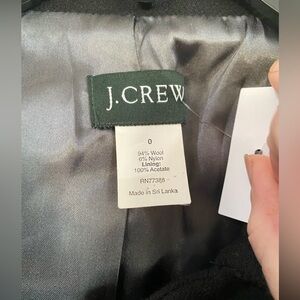 J.CREW
0
94% Wool
6% Nylon
Lining:
100% Acetate
RN77388
Made in Sri Lanka